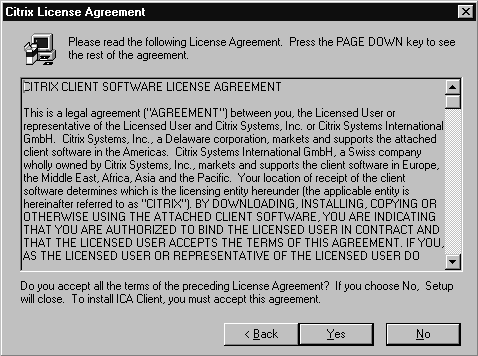 Citrix License Agreement
Please read the following License Agreement. Press the PAGE DOWN key to see
the rest of the agreement.
CITRIX CLIENT SOFTWARE LICENSE AGREEMENT
This is a legal agreement ("AGREEMENT") between you, the Licensed User or
representative of the Licensed User and Citrix Systems, Inc. or Citrix Systems International
GmbH. Citrix Systems, Inc., a Delaware corporation, markets and supports the attached
client software in the Americas. Citrix Systems International GmbH, a Swiss company
wholly owned by Citrix Systems, Inc., markets and supports the client software in Europe,
the Middle East, Africa, Asia and the Pacific. Your location of receipt of the client
software determines which is the licensing entity hereunder (the applicable entity is
hereinafter referred to as "CITRIX"). BY DOWNLOADING, INSTALLING, COPYING OR
OTHERWISE USING THE ATTACHED CLIENT SOFTWARE, YOU ARE INDICATING
THAT YOU ARE AUTHORIZED TO BIND THE LICENSED USER IN CONTRACT AND
THAT THE LICENSED USER ACCEPTS THE TERMS OF THIS AGREEMENT. IF YOU,
AS THE LICENSED USER OR REPRESENTATIVE OF THE LICENSED USER DO
Do you accept all the terms of the preceding License Agreement? If you choose No, Setup
will close. To install ICA Client, you must accept this agreement.
< Back Yes No